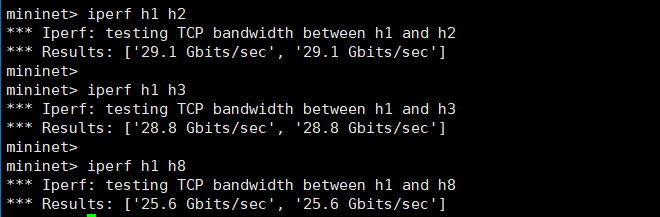 mininet> iperf h1 h2
*** Iperf: testing TCP bandwidth between h1 and h2
*** Results: ['29.1 Gbits/sec', '29.1 Gbits/sec']
mininet>
mininet> iperf h1 h3
*** Iperf: testing TCP bandwidth between h1 and h3
*** Results: ['28.8 Gbits/sec', '28.8 Gbits/sec']
mininet>
mininet> iperf h1 h8
*** Iperf: testing TCP bandwidth between h1 and h8
*** Results: ['25.6 Gbits/sec', '25.6 Gbits/sec']